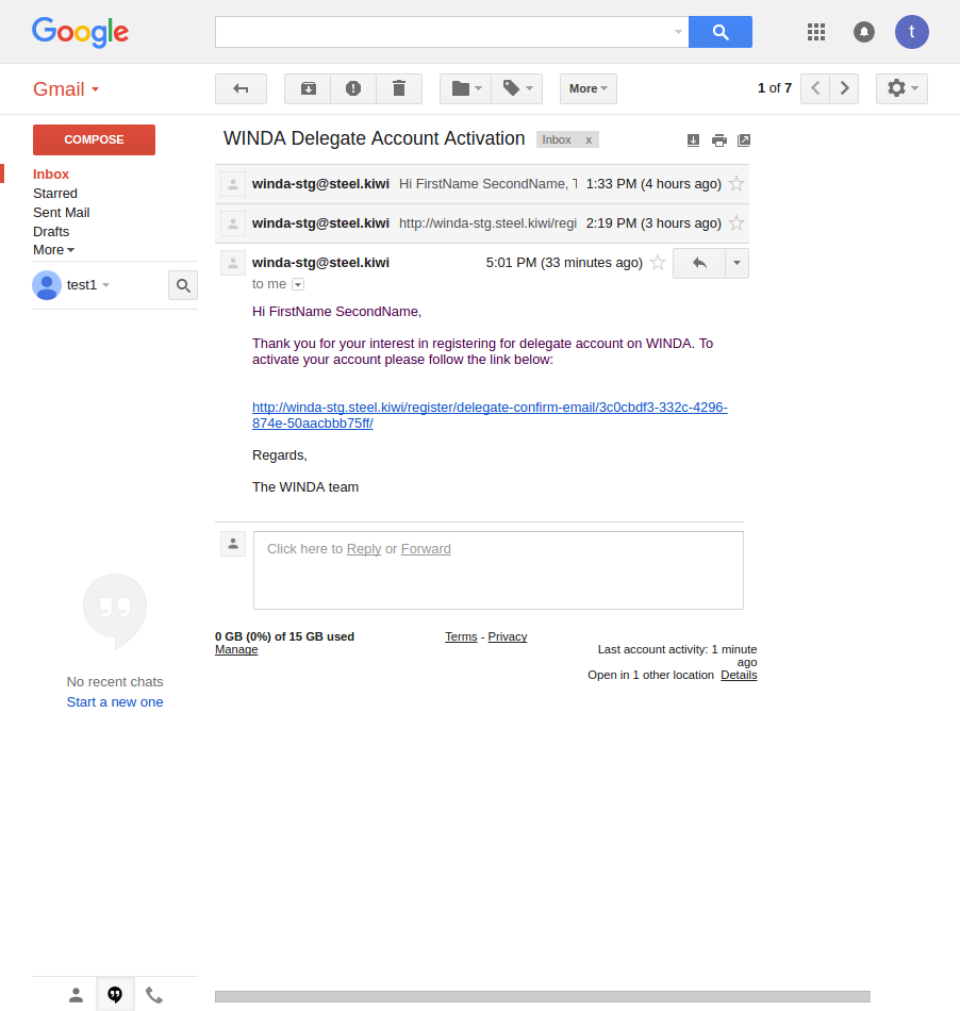 Google
t
Gmail
More
1 of 7
COMPOSE
WINDA Delegate Account Activation Inbox x
Inbox
Starred
Sent Mail
Drafts
More
test1
winda-stg@steel.kiwi Hi FirstName SecondName, T 1:33 PM (4 hours ago)
winda-stg@steel.kiwi http://winda-stg.steel.kiwi/regi 2:19 PM (3 hours ago)
winda-stg@steel.kiwi 5:01 PM (33 minutes ago)
to me
Hi FirstName SecondName,
Thank you for your interest in registering for delegate account on WINDA. To
activate your account please follow the link below:
http://winda-stg.steel.kiwi/register/delegate-confirm-email/3c0cbdf3-332c-4296-
874e-50aacbbb75ff/
Regards,
The WINDA team
Click here to Reply or Forward
0 GB (0%) of 15 GB used
Manage
Terms - Privacy
Last account activity: 1 minute
ago
Open in 1 other location Details
No recent chats
Start a new one